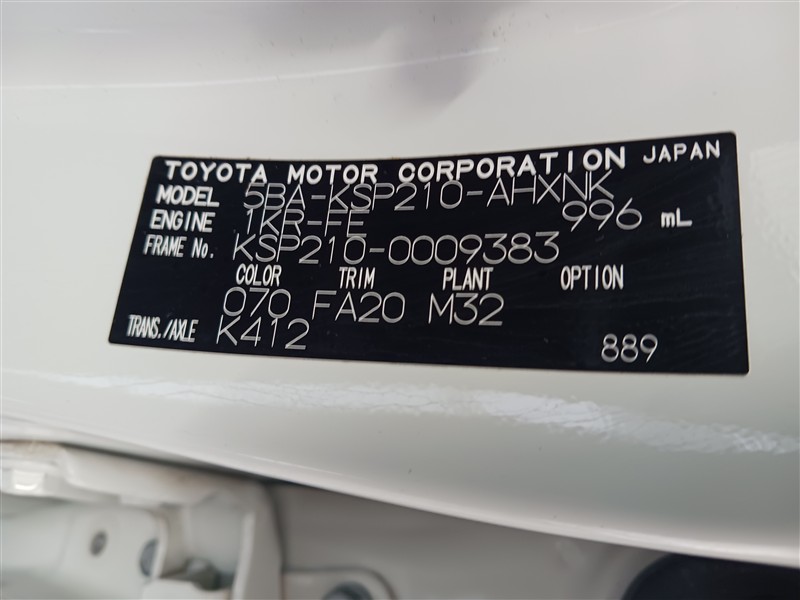 TOYOTA MOTOR CORPORATION JAPAN
MODEL 5BA-KSP210-AHXNK
ENGINE 1KR-FE 996 mL
FRAME No. KSP210-0009383
COLOR TRIM PLANT OPTION
070 FA20 M32
TRANS./AXLE K412 889